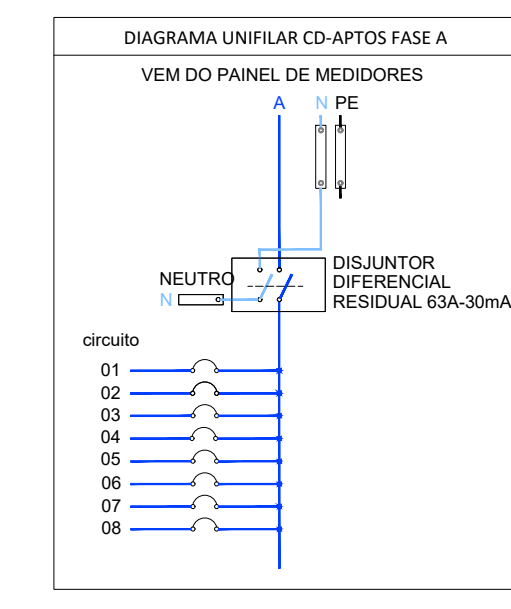 DIAGRAMA UNIFILAR CD-APTOS FASE A
VEM DO PAINEL DE MEDIDORES
A N PE
DISJUNTOR
DIFERENCIAL
RESIDUAL 63A-30mA
NEUTRO
N
circuito
01
02
03
04
05
06
07
08